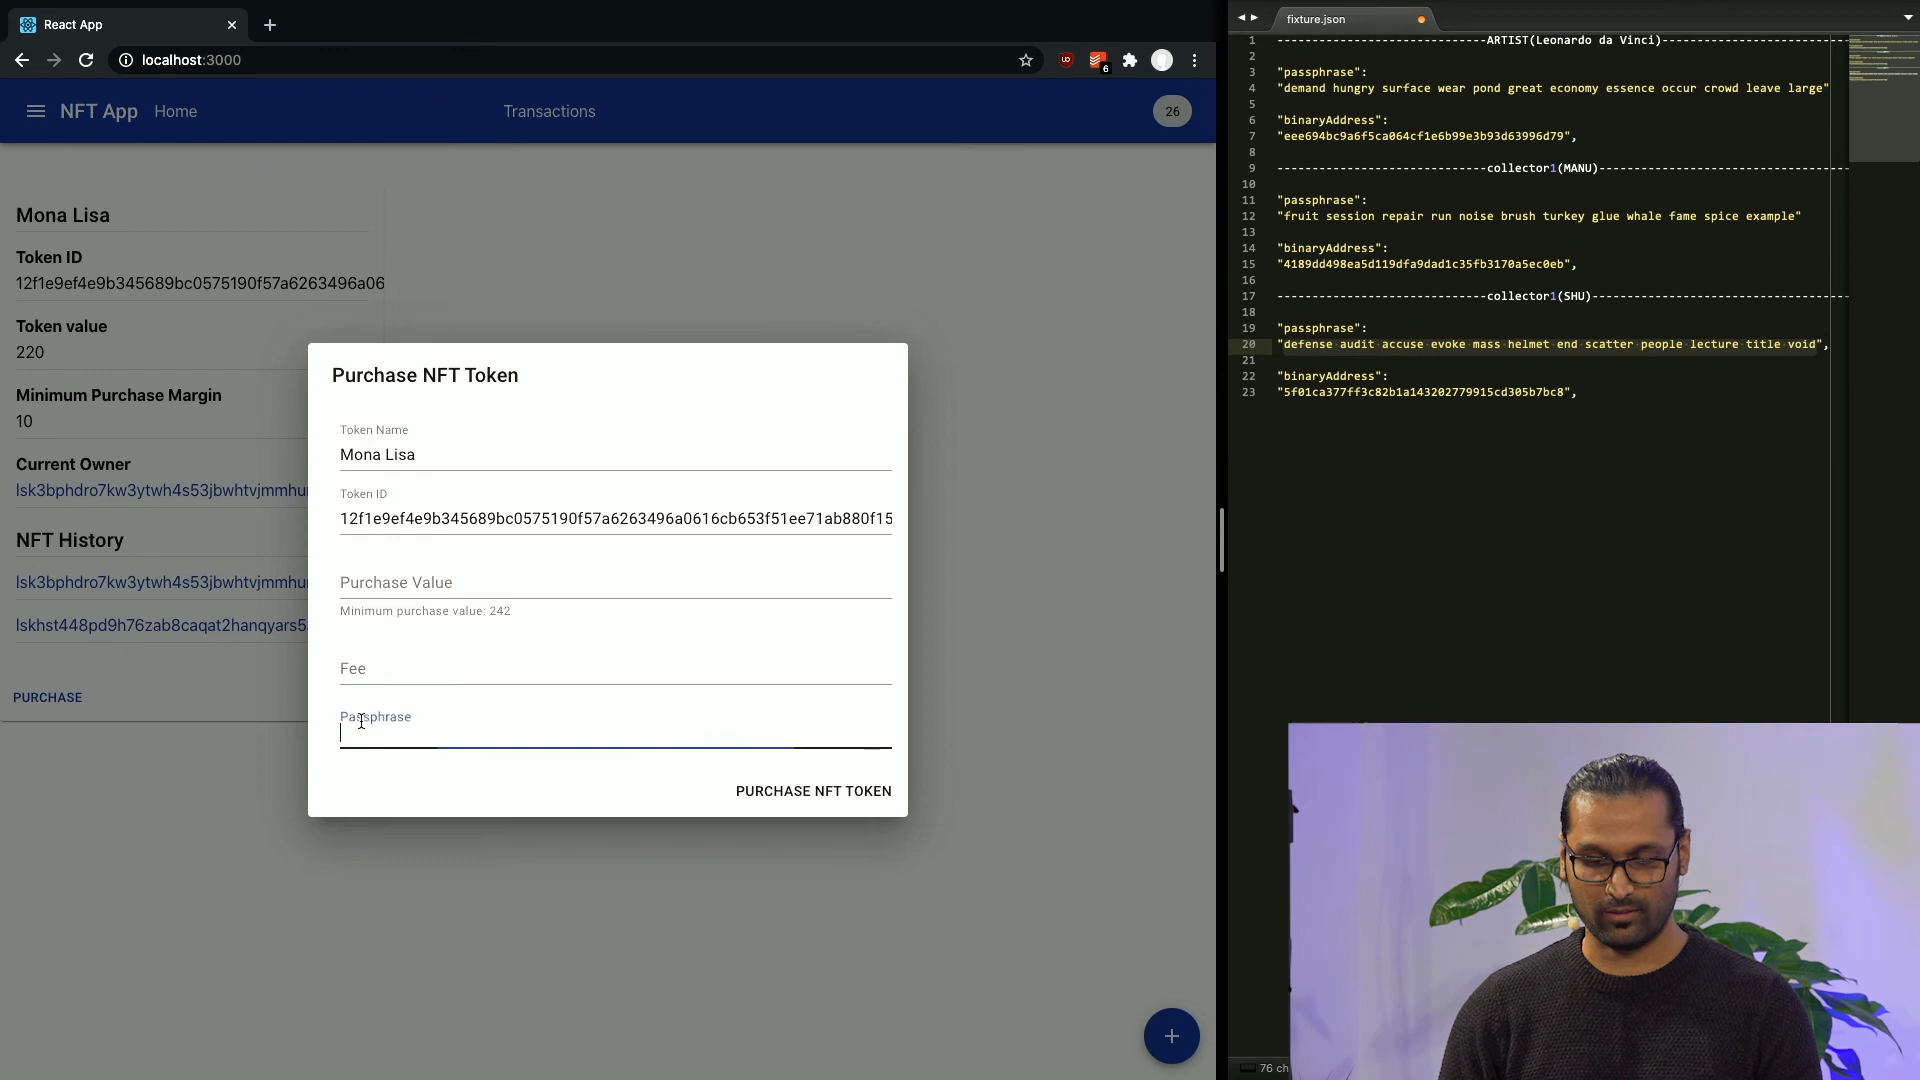 React App
localhost:3000
6
NFT App Home Transactions 26
Mona Lisa
Token ID
12f1e9ef4e9b345689bc0575190f57a6263496a06
Token value
220
Minimum Purchase Margin
10
Current Owner
lsk3bphdro7kw3ytwh4s53jbwhtvjmmhu
NFT History
lsk3bphdro7kw3ytwh4s53jbwhtvjmmhu
lskhst448pd9h76zab8caqat2hanqyars5
PURCHASE
Purchase NFT Token
Token Name
Mona Lisa
Token ID
12f1e9ef4e9b345689bc0575190f57a6263496a0616cb653f51ee71ab880f15
Purchase Value
Minimum purchase value: 242
Fee
Passphrase
PURCHASE NFT TOKEN
+
fixture.json
1 ------------------------------ARTIST(Leonardo da Vinci)---------------------------
2
3 "passphrase":
4 "demand hungry surface wear pond great economy essence occur crowd leave large"
5
6 "binaryAddress":
7 "eee694bc9a6f5ca064cf1e6b99e3b93d63996d79",
8
9 ------------------------------collector1(MANU)------------------------------------
10
11 "passphrase":
12 "fruit session repair run noise brush turkey glue whale fame spice example"
13
14 "binaryAddress":
15 "4189dd498ea5d119dfa9dad1c35fb3170a5ec0eb",
16
17 ------------------------------collector1(SHU)-------------------------------------
18
19 "passphrase":
20 "defense audit accuse evoke mass helmet end scatter people lecture title void",
21
22 "binaryAddress":
23 "5f01ca377ff3c82b1a143202779915cd305b7bc8",
76 ch